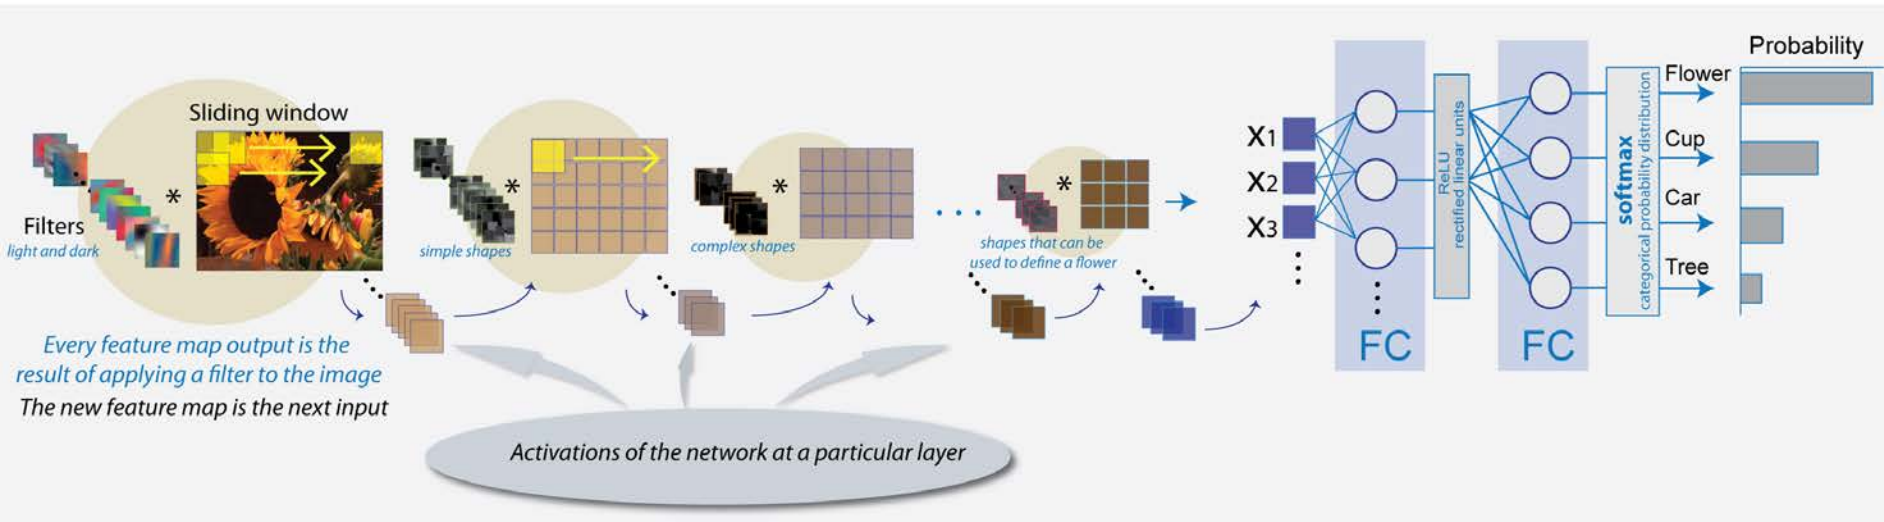 Sliding window
*
Filters
light and dark
*
simple shapes
*
complex shapes
*
shapes that can be
used to define a flower
Every feature map output is the
result of applying a filter to the image
The new feature map is the next input
Activations of the network at a particular layer
X1
X2
X3
FC
ReLU
rectified linear units
FC
softmax
categorical probability distribution
Probability
Flower
Cup
Car
Tree